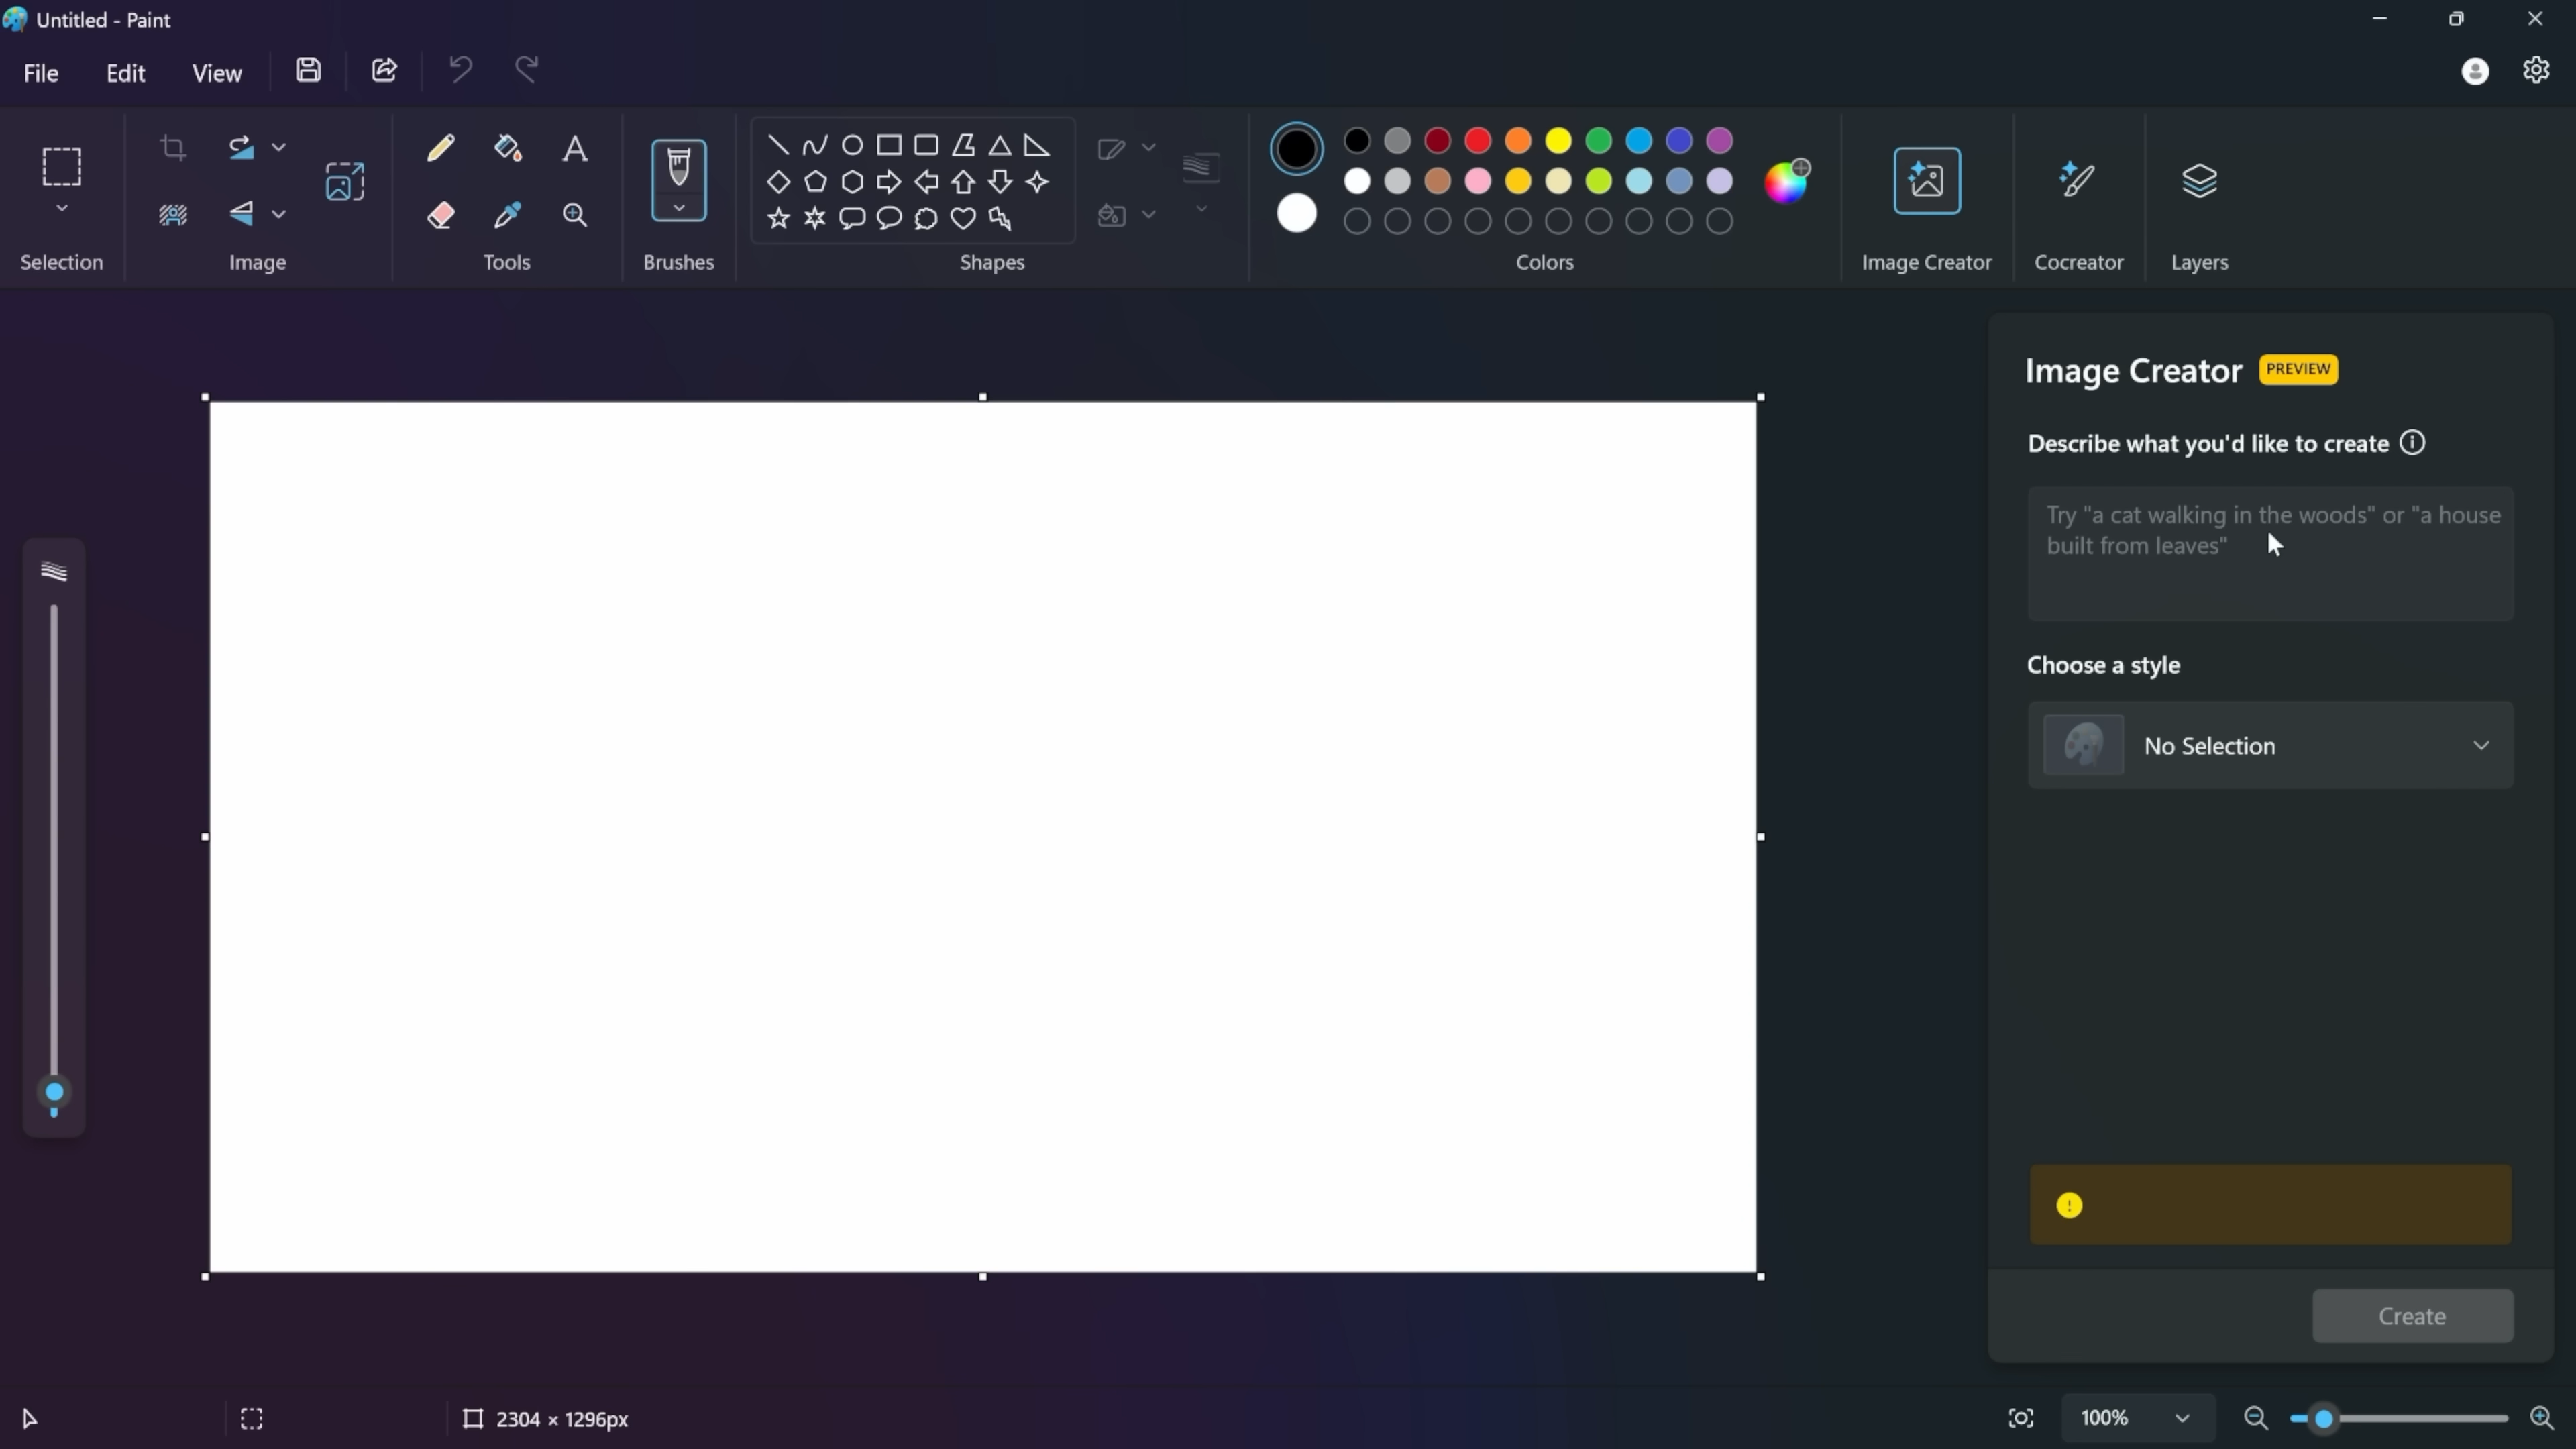 Untitled - Paint
File Edit View
Selection Image Tools Brushes Shapes Colors Image Creator Cocreator Layers
Image Creator PREVIEW
Describe what you'd like to create
Try "a cat walking in the woods" or "a house
built from leaves"
Choose a style
No Selection
Create
2304 × 1296px 100%